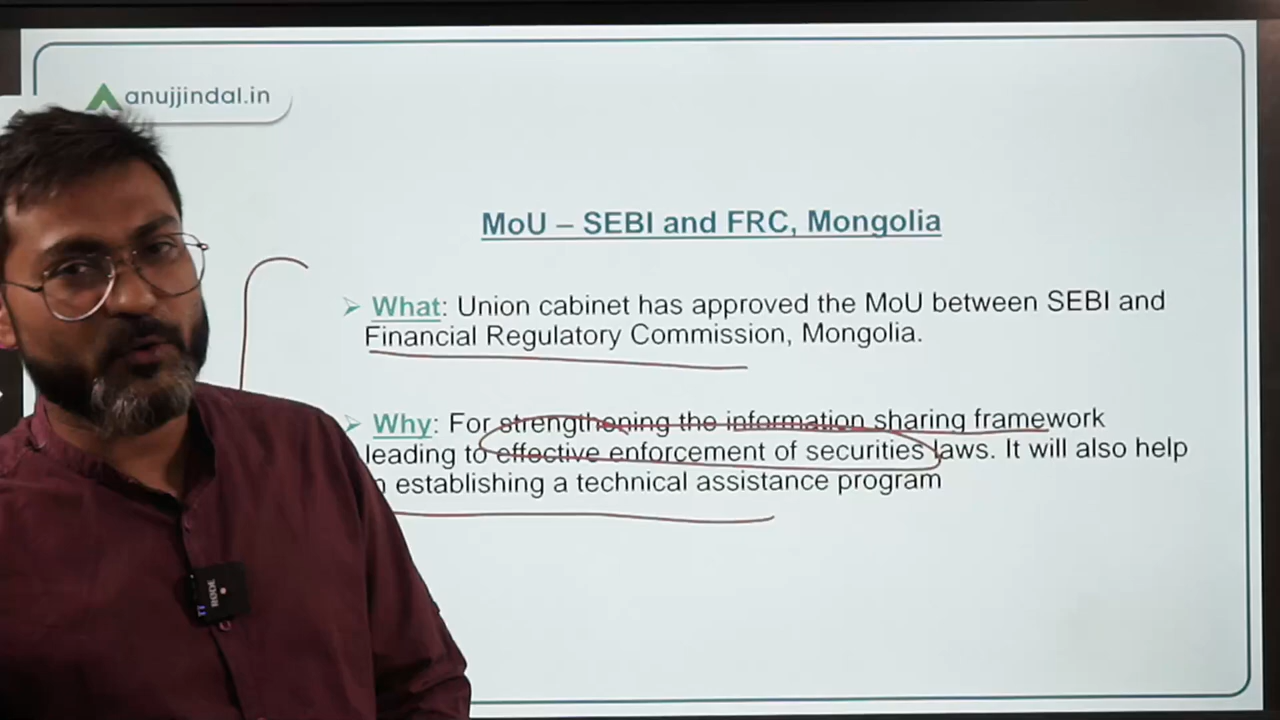 anujjindal.in
MoU – SEBI and FRC, Mongolia
What: Union cabinet has approved the MoU between SEBI and
Financial Regulatory Commission, Mongolia.
Why: For strengthening the information sharing framework
leading to effective enforcement of securities laws. It will also help
establishing a technical assistance program
RODE